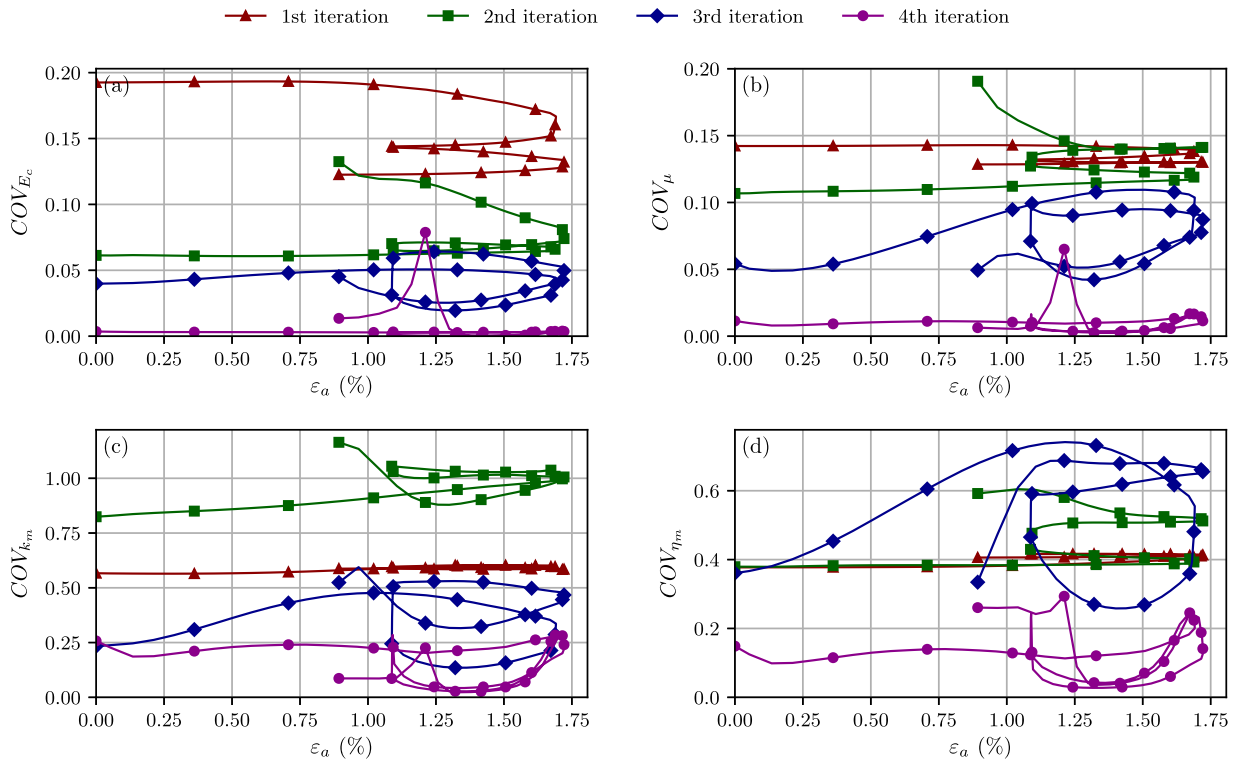 1st iteration 2nd iteration 3rd iteration 4th iteration
(a)
0.20
0.15
0.10
0.05
0.00
COV_{E_c}
0.00 0.25 0.50 0.75 1.00 1.25 1.50 1.75
ε_a (%)
(b)
0.20
0.15
0.10
0.05
0.00
COV_μ
0.00 0.25 0.50 0.75 1.00 1.25 1.50 1.75
ε_a (%)
(c)
1.00
0.75
0.50
0.25
0.00
COV_{k_m}
0.00 0.25 0.50 0.75 1.00 1.25 1.50 1.75
ε_a (%)
(d)
0.6
0.4
0.2
0.0
COV_{η_m}
0.00 0.25 0.50 0.75 1.00 1.25 1.50 1.75
ε_a (%)